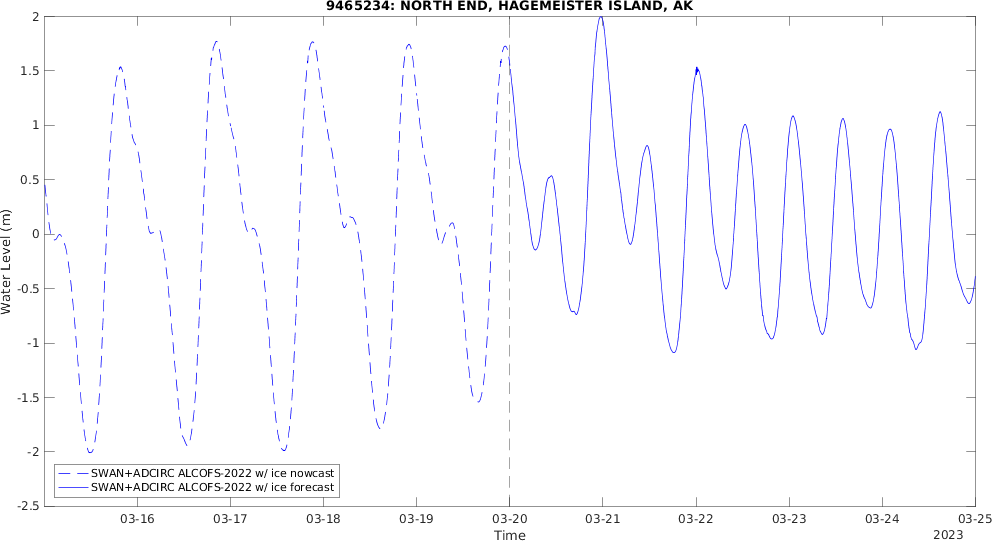 9465234: NORTH END, HAGEMEISTER ISLAND, AK
2
1.5
1
0.5
0
-0.5
-1
-1.5
-2
-2.5
Water Level (m)
SWAN+ADCIRC ALCOFS-2022 w/ ice nowcast
SWAN+ADCIRC ALCOFS-2022 w/ ice forecast
03-16 03-17 03-18 03-19 03-20 03-21 03-22 03-23 03-24 03-25
Time
2023